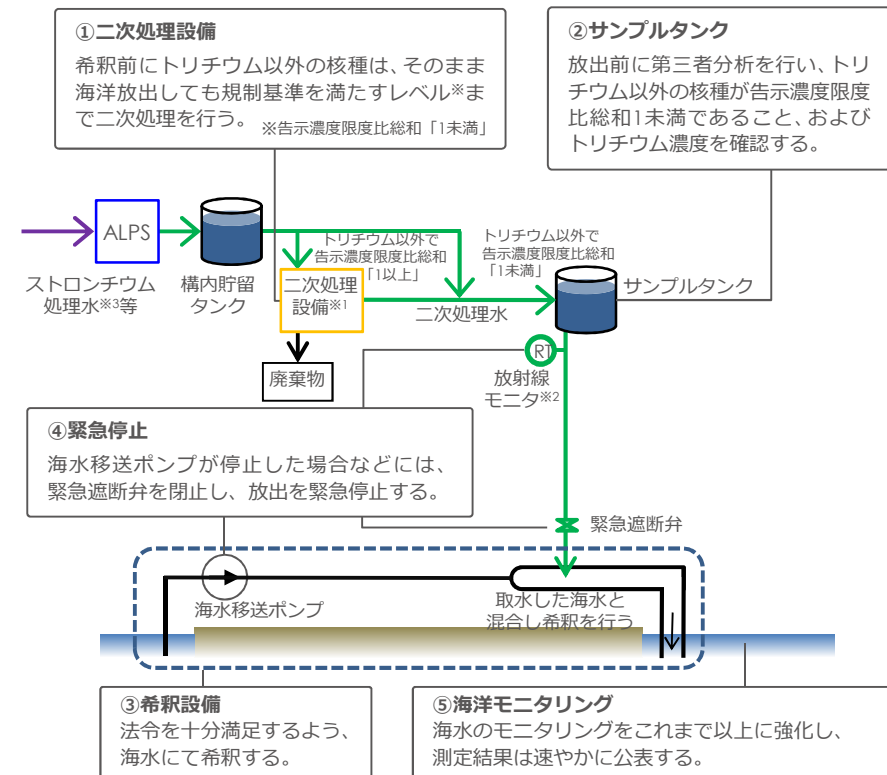 ①二次処理設備
希釈前にトリチウム以外の核種は、そのまま
海洋放出しても規制基準を満たすレベル※ま
で二次処理を行う。 ※告示濃度限度比総和「1未満」
②サンプルタンク
放出前に第三者分析を行い、トリ
チウム以外の核種が告示濃度限度
比総和1未満であること、および
トリチウム濃度を確認する。
ALPS
ストロンチウム
処理水※3等
構内貯留
タンク
トリチウム以外で
告示濃度限度比総和
「1以上」
トリチウム以外で
告示濃度限度比総和
「1未満」
二次処理
設備※1
二次処理水
サンプルタンク
廃棄物
RT
放射線
モニタ※2
④緊急停止
海水移送ポンプが停止した場合などには、
緊急遮断弁を閉止し、放出を緊急停止する。
緊急遮断弁
海水移送ポンプ
取水した海水と
混合し希釈を行う
③希釈設備
法令を十分満足するよう、
海水にて希釈する。
⑤海洋モニタリング
海水のモニタリングをこれまで以上に強化し、
測定結果は速やかに公表する。